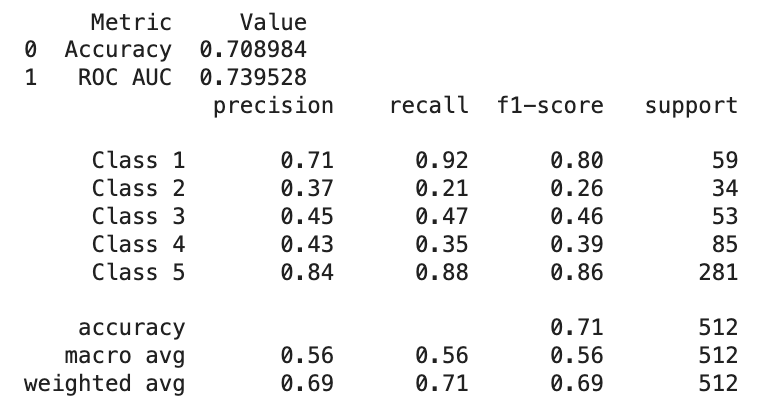 Metric Value
0 Accuracy 0.708984
1 ROC AUC 0.739528
precision recall f1-score support
Class 1 0.71 0.92 0.80 59
Class 2 0.37 0.21 0.26 34
Class 3 0.45 0.47 0.46 53
Class 4 0.43 0.35 0.39 85
Class 5 0.84 0.88 0.86 281
accuracy 0.71 512
macro avg 0.56 0.56 0.56 512
weighted avg 0.69 0.71 0.69 512